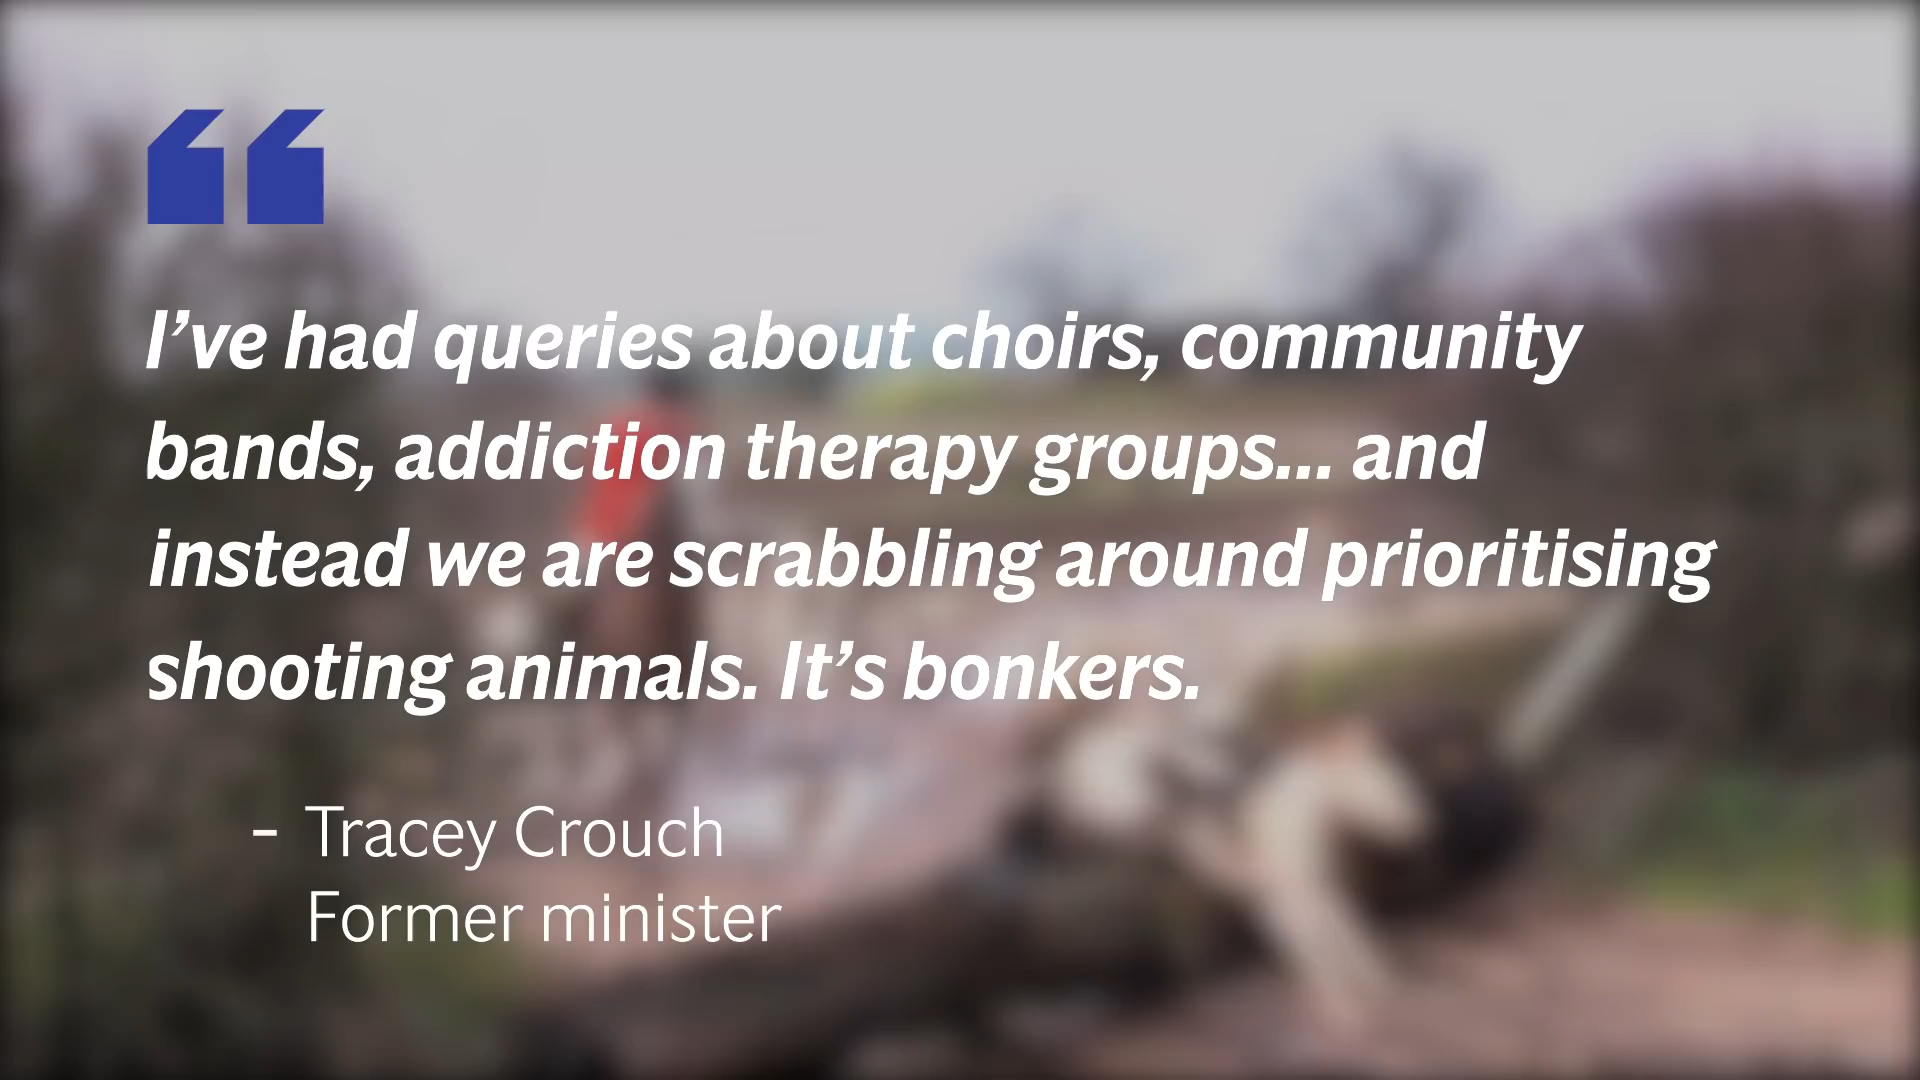 “
I’ve had queries about choirs, community
bands, addiction therapy groups... and
instead we are scrabbling around prioritising
shooting animals. It’s bonkers.
- Tracey Crouch
Former minister